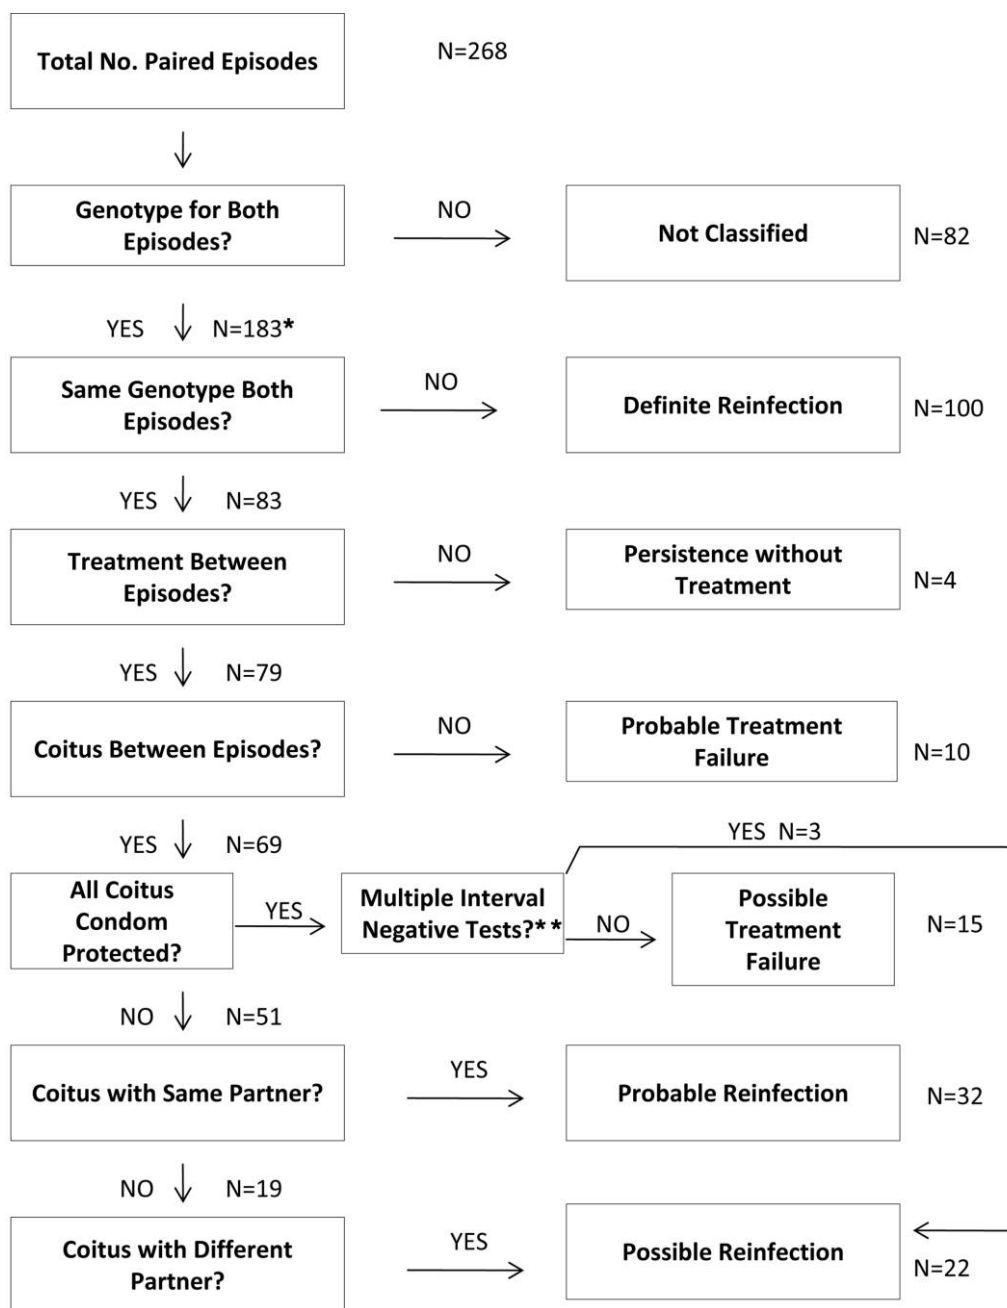 Total No. Paired Episodes
N=268
Genotype for Both
Episodes?
NO
Not Classified
N=82
YES
N=183*
Same Genotype Both
Episodes?
NO
Definite Reinfection
N=100
YES
N=83
Treatment Between
Episodes?
NO
Persistence without
Treatment
N=4
YES
N=79
Coitus Between Episodes?
NO
Probable Treatment
Failure
N=10
YES
N=69
YES N=3
All Coitus
Condom
Protected?
YES
Multiple Interval
Negative Tests?**
NO
Possible
Treatment
Failure
N=15
NO
N=51
Coitus with Same Partner?
YES
Probable Reinfection
N=32
NO
N=19
Coitus with Different
Partner?
YES
Possible Reinfection
N=22